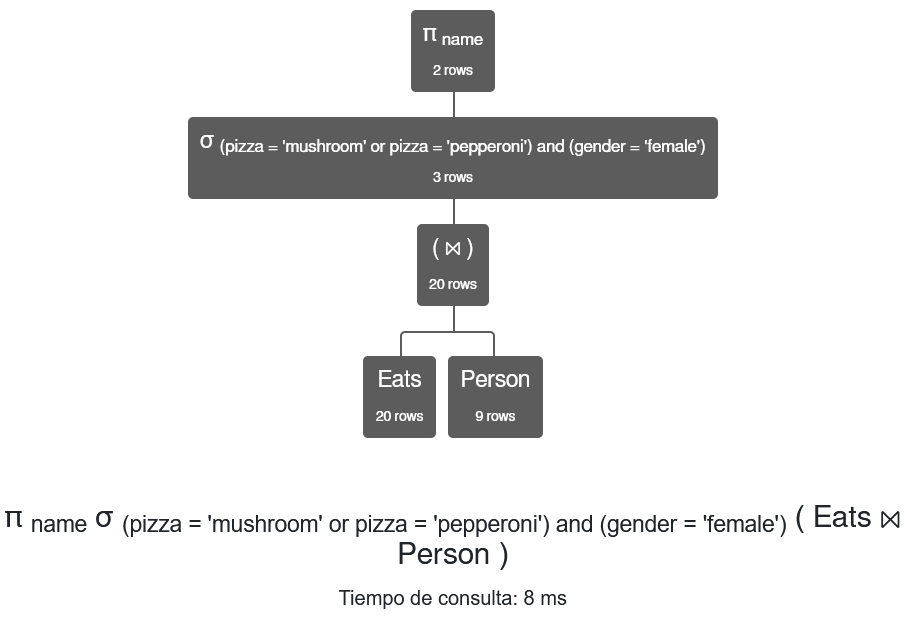 π name
2 rows
σ (pizza = 'mushroom' or pizza = 'pepperoni') and (gender = 'female')
3 rows
( ⋈ )
20 rows
Eats Person
20 rows 9 rows
π name σ (pizza = 'mushroom' or pizza = 'pepperoni') and (gender = 'female') ( Eats ⋈
Person )
Tiempo de consulta: 8 ms